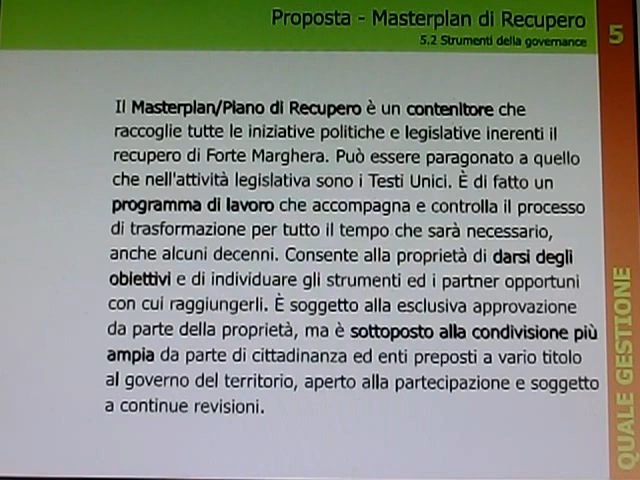 Proposta - Masterplan di Recupero
5.2 Strumenti della governance
5
Il Masterplan/Piano di Recupero è un contenitore che
raccoglie tutte le iniziative politiche e legislative inerenti il
recupero di Forte Marghera. Può essere paragonato a quello
che nell'attività legislativa sono i Testi Unici. È di fatto un
programma di lavoro che accompagna e controlla il processo
di trasformazione per tutto il tempo che sarà necessario,
anche alcuni decenni. Consente alla proprietà di darsi degli
obiettivi e di individuare gli strumenti ed i partner opportuni
con cui raggiungerli. È soggetto alla esclusiva approvazione
da parte della proprietà, ma è sottoposto alla condivisione più
ampia da parte di cittadinanza ed enti preposti a vario titolo
al governo del territorio, aperto alla partecipazione e soggetto
a continue revisioni.
QUALE GESTIONE